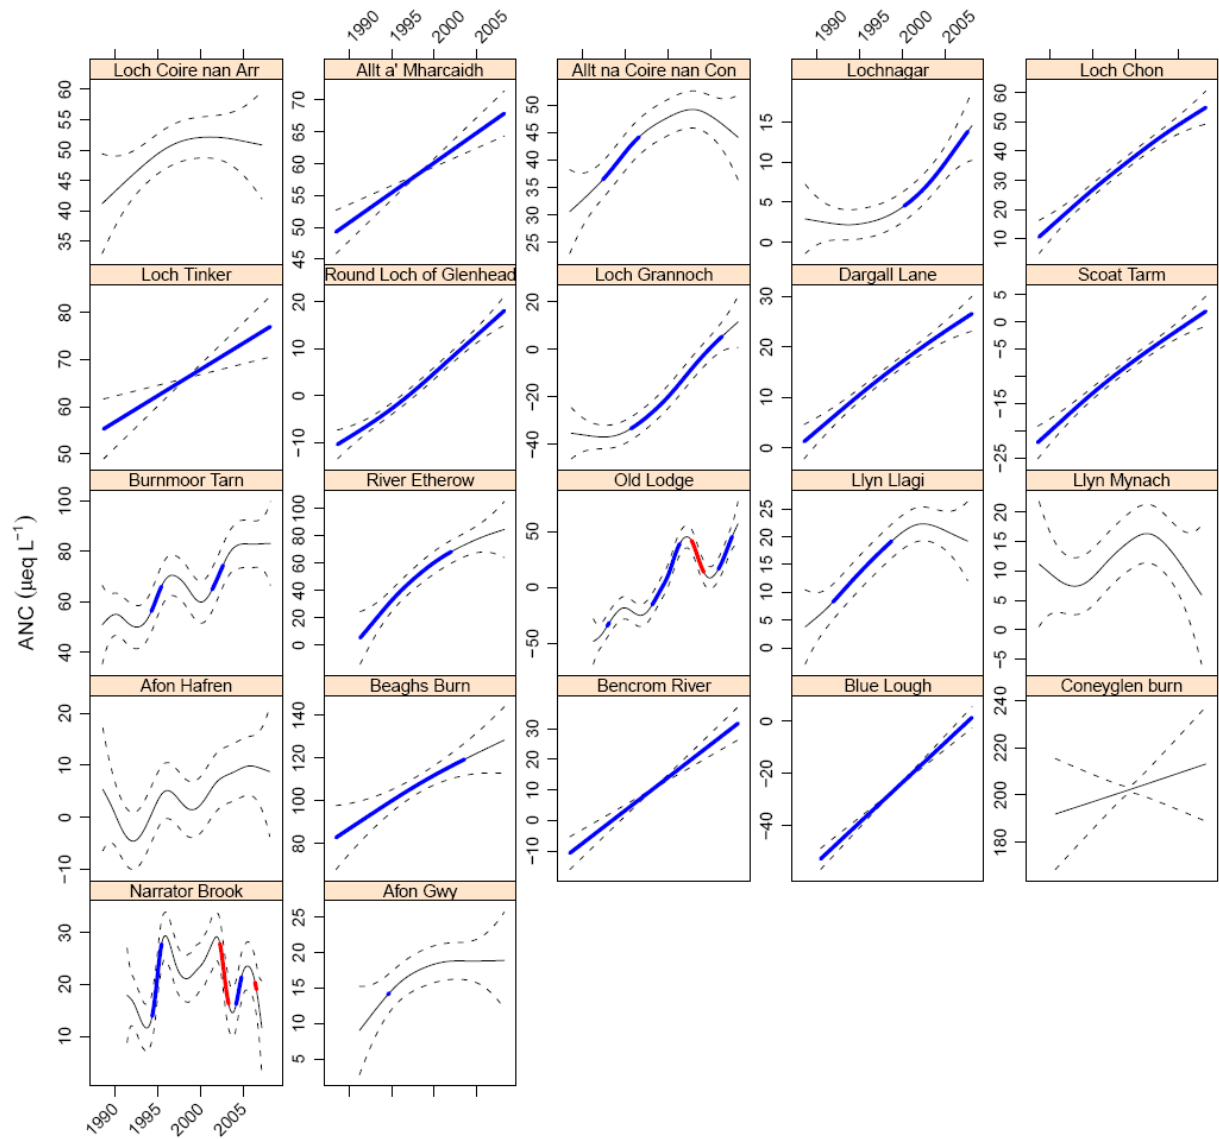 1990 1995 2000 2005 1990 1995 2000 2005
Loch Coire nan Arr Allt a' Mharcaidh Allt na Coire nan Con Lochnagar Loch Chon
60 55 50 45 40 35
70 65 60 55 50 45
50 45 40 35 30 25
15 10 5 0
60 50 40 30 20 10
Loch Tinker Round Loch of Glenhead Loch Grannoch Dargall Lane Scoat Tarm
80 70 60 50
20 10 0 −10
20 0 −20 −40
30 20 10 0
5 0 −5 −15 −25
Burnmoor Tarn River Etherow Old Lodge Llyn Llagi Llyn Mynach
100 80 60 40
100 80 60 40 20 0
50 0 −50
25 20 15 10 5 0
20 15 10 5 0 −5
ANC (µeq L−1)
Afon Hafren Beaghs Burn Bencrom River Blue Lough Coneyglen burn
20 10 0 −10
140 120 100 80
30 20 10 0 −10
0 −20 −40
240 220 200 180
Narrator Brook Afon Gwy
30 20 10
25 20 15 10 5
1990 1995 2000 2005